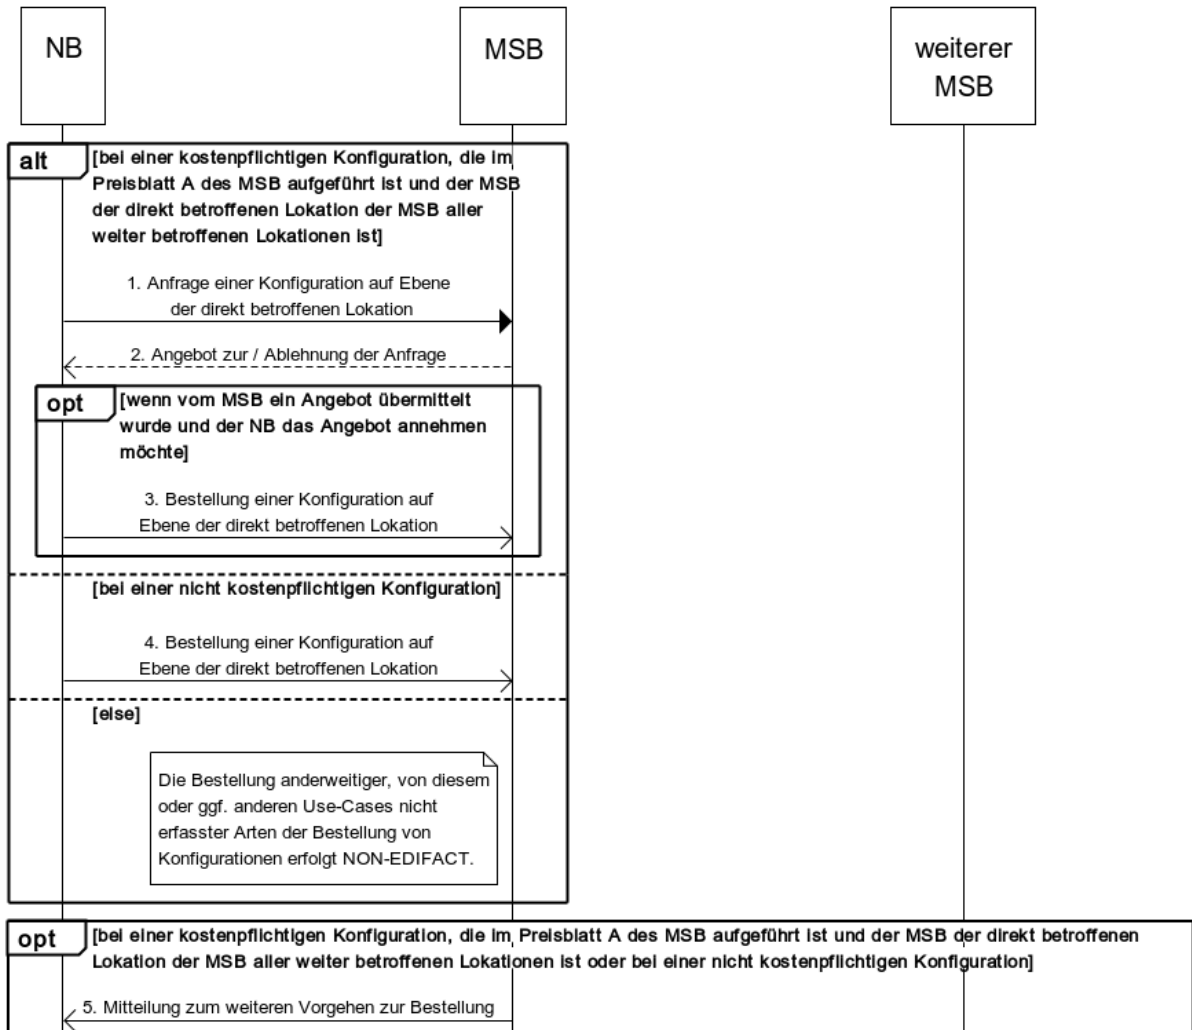 NB
MSB
weiterer
MSB
alt
[bei einer kostenpflichtigen Konfiguration, die im
Preisblatt A des MSB aufgeführt ist und der MSB
der direkt betroffenen Lokation der MSB aller
weiter betroffenen Lokationen ist]
1. Anfrage einer Konfiguration auf Ebene
der direkt betroffenen Lokation
2. Angebot zur / Ablehnung der Anfrage
opt
[wenn vom MSB ein Angebot übermittelt
wurde und der NB das Angebot annehmen
möchte]
3. Bestellung einer Konfiguration auf
Ebene der direkt betroffenen Lokation
[bei einer nicht kostenpflichtigen Konfiguration]
4. Bestellung einer Konfiguration auf
Ebene der direkt betroffenen Lokation
[else]
Die Bestellung anderweitiger, von diesem
oder ggf. anderen Use-Cases nicht
erfasster Arten der Bestellung von
Konfigurationen erfolgt NON-EDIFACT.
opt
[bei einer kostenpflichtigen Konfiguration, die im Preisblatt A des MSB aufgeführt ist und der MSB der direkt betroffenen
Lokation der MSB aller weiter betroffenen Lokationen ist oder bei einer nicht kostenpflichtigen Konfiguration]
5. Mitteilung zum weiteren Vorgehen zur Bestellung